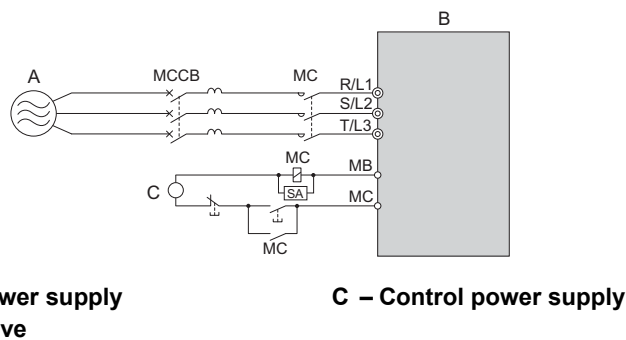 B
A
MCCB
MC
R/L1
S/L2
T/L3
MC
MB
C
SA
MC
MC
wer supply
C – Control power supply
ve